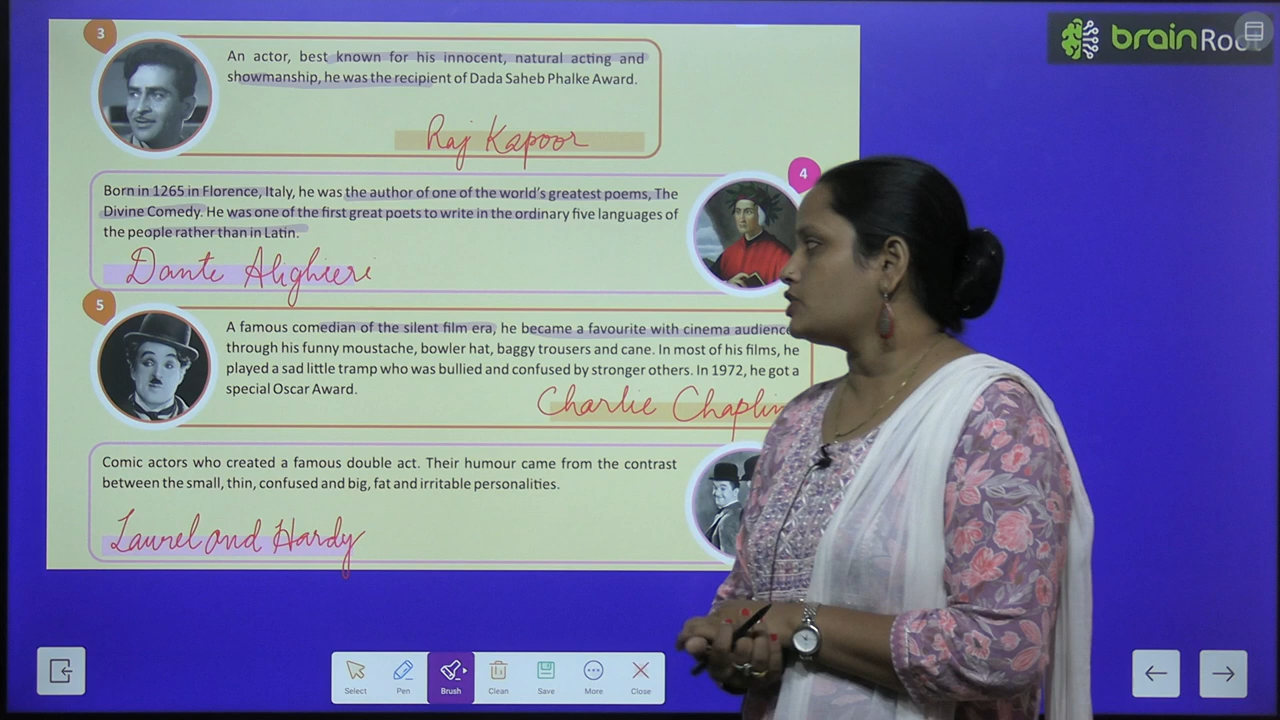 3
An actor, best known for his innocent, natural acting and
showmanship, he was the recipient of Dada Saheb Phalke Award.
Raj Kapoor
4
Born in 1265 in Florence, Italy, he was the author of one of the world's greatest poems, The
Divine Comedy. He was one of the first great poets to write in the ordinary five languages of
the people rather than in Latin.
Dante Alighieri
5
A famous comedian of the silent film era, he became a favourite with cinema audience
through his funny moustache, bowler hat, baggy trousers and cane. In most of his films, he
played a sad little tramp who was bullied and confused by stronger others. In 1972, he got a
special Oscar Award.
Charlie Chaplin
Comic actors who created a famous double act. Their humour came from the contrast
between the small, thin, confused and big, fat and irritable personalities.
Laurel and Hardy
brainRoot
Select Pen Brush Clean Save More Close